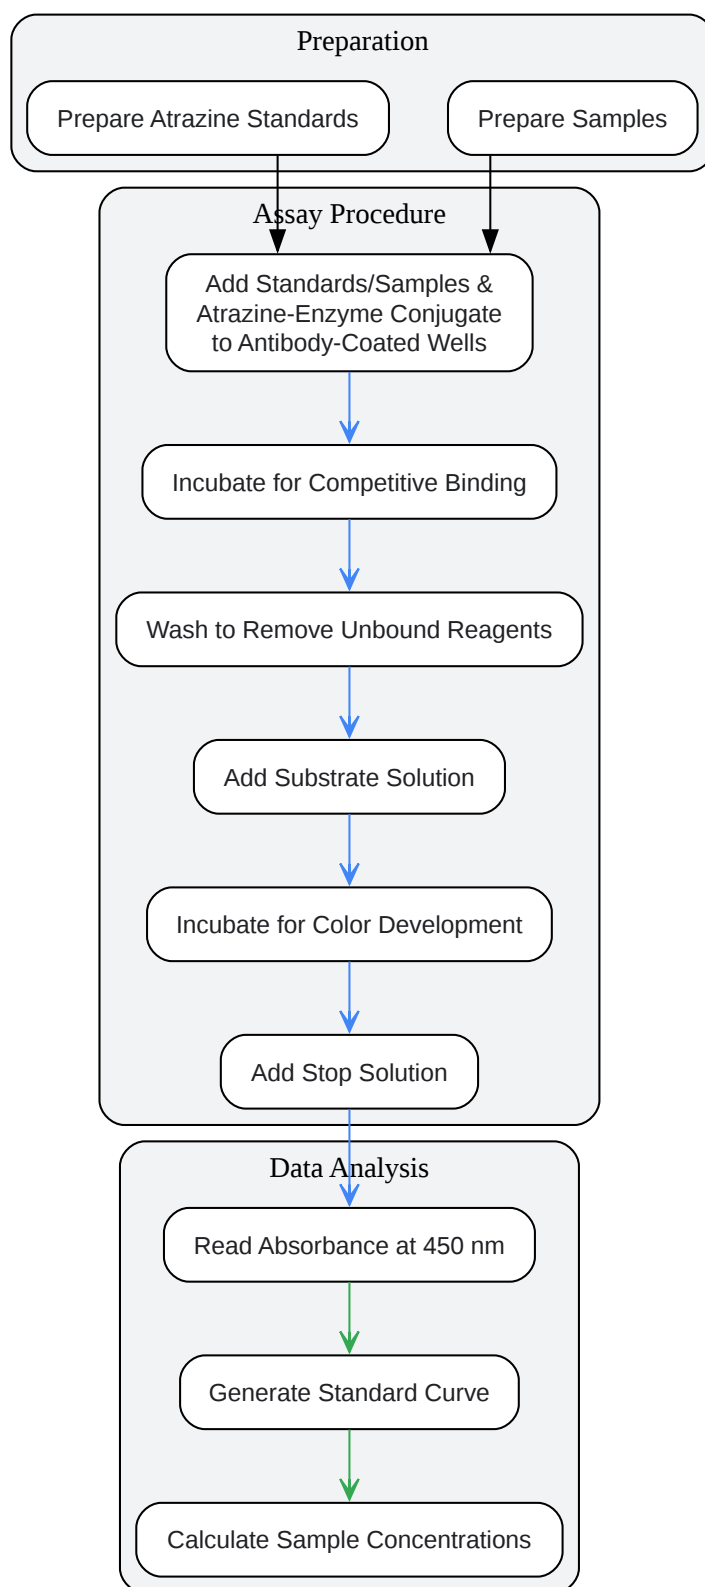 Preparation
Prepare Atrazine Standards
Prepare Samples
Assay Procedure
Add Standards/Samples &
Atrazine-Enzyme Conjugate
to Antibody-Coated Wells
Incubate for Competitive Binding
Wash to Remove Unbound Reagents
Add Substrate Solution
Incubate for Color Development
Add Stop Solution
Data Analysis
Read Absorbance at 450 nm
Generate Standard Curve
Calculate Sample Concentrations